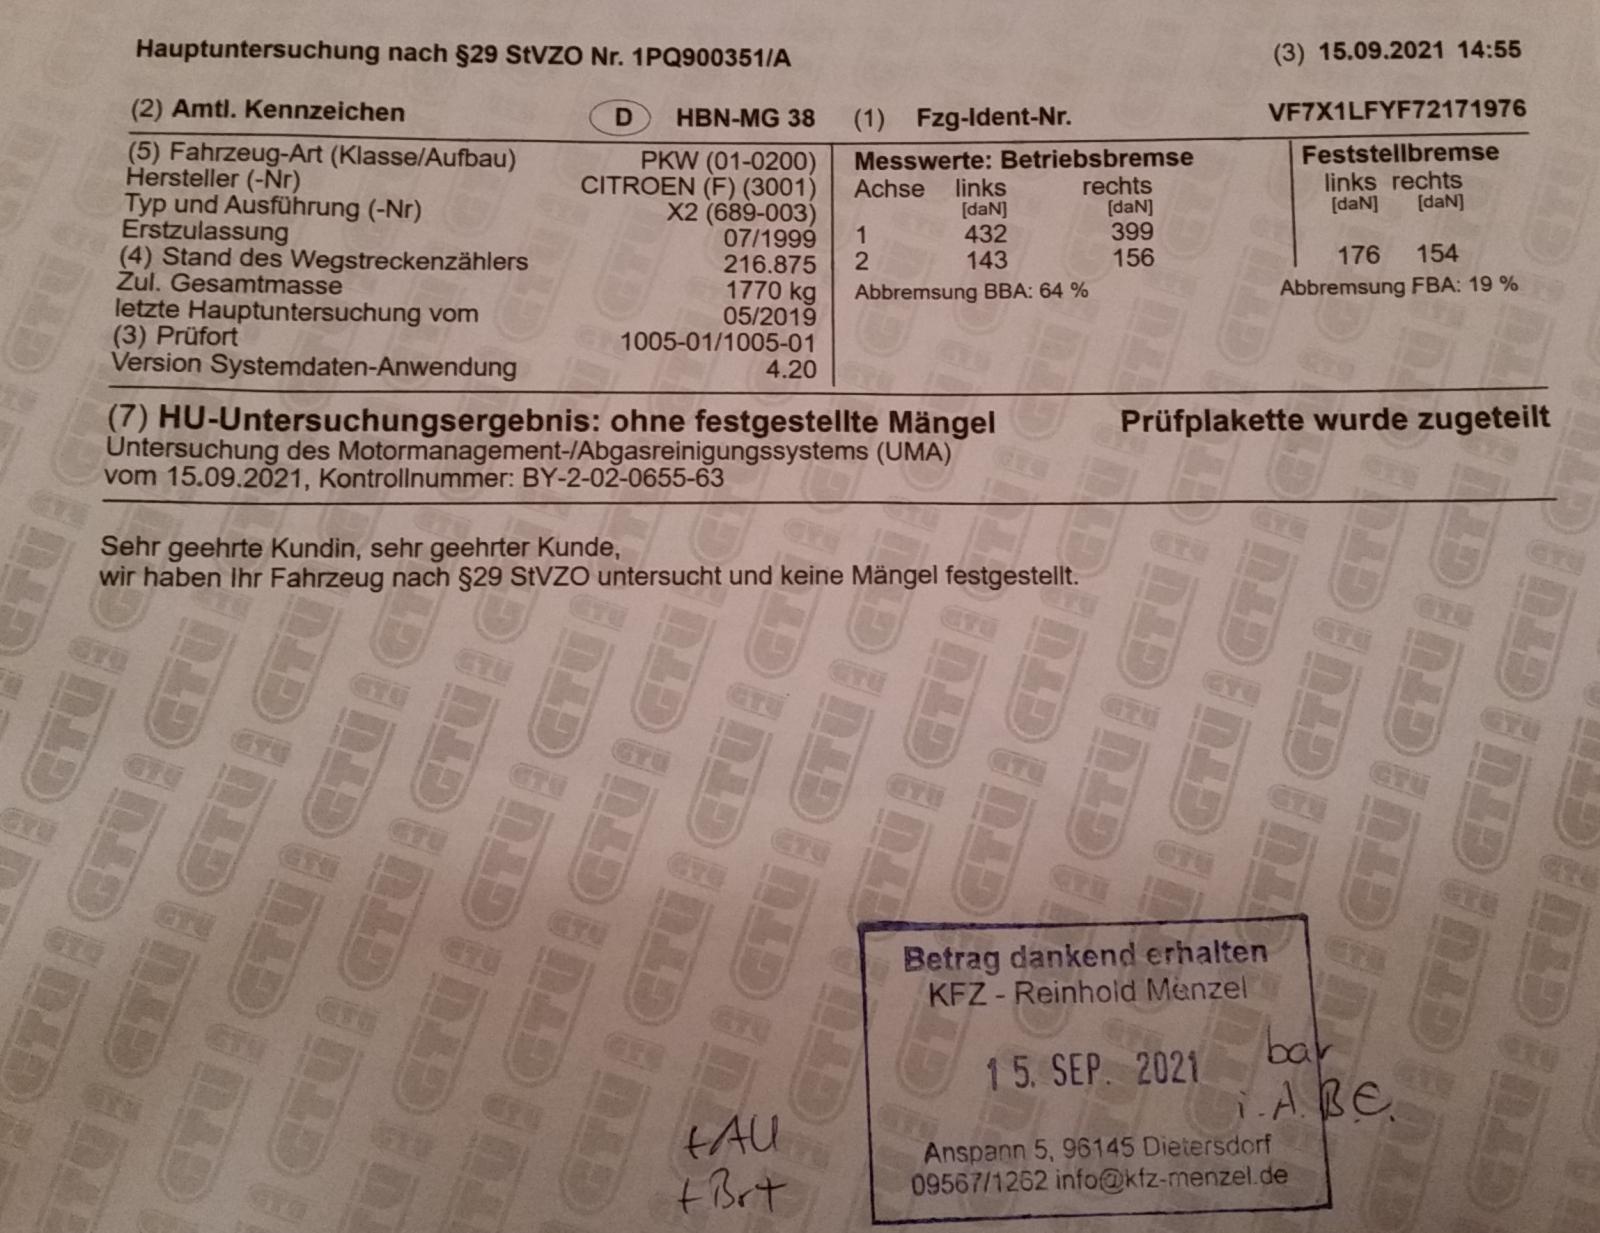 Hauptuntersuchung nach §29 StVZO Nr. 1PQ900351/A (3) 15.09.2021 14:55
(2) Amtl. Kennzeichen D HBN-MG 38 (1) Fzg-Ident-Nr. VF7X1LFYF72171976
(5) Fahrzeug-Art (Klasse/Aufbau) PKW (01-0200)
Hersteller (-Nr) CITROEN (F) (3001)
Typ und Ausführung (-Nr) X2 (689-003)
Erstzulassung 07/1999
(4) Stand des Wegstreckenzählers 216.875
Zul. Gesamtmasse 1770 kg
letzte Hauptuntersuchung vom 05/2019
(3) Prüfort 1005-01/1005-01
Version Systemdaten-Anwendung 4.20
Messwerte: Betriebsbremse
Achse links rechts
[daN] [daN]
1 432 399
2 143 156
Abbremsung BBA: 64 %
Feststellbremse
links rechts
[daN] [daN]
176 154
Abbremsung FBA: 19 %
(7) HU-Untersuchungsergebnis: ohne festgestellte Mängel Prüfplakette wurde zugeteilt
Untersuchung des Motormanagement-/Abgasreinigungssystems (UMA)
vom 15.09.2021, Kontrollnummer: BY-2-02-0655-63
Sehr geehrte Kundin, sehr geehrter Kunde,
wir haben Ihr Fahrzeug nach §29 StVZO untersucht und keine Mängel festgestellt.
Betrag dankend erhalten
KFZ - Reinhold Menzel
15. SEP. 2021
bar
i.A. BE.
Anspann 5, 96145 Dietersdorf
09567/1262 info@kfz-menzel.de
+AU
+Brt